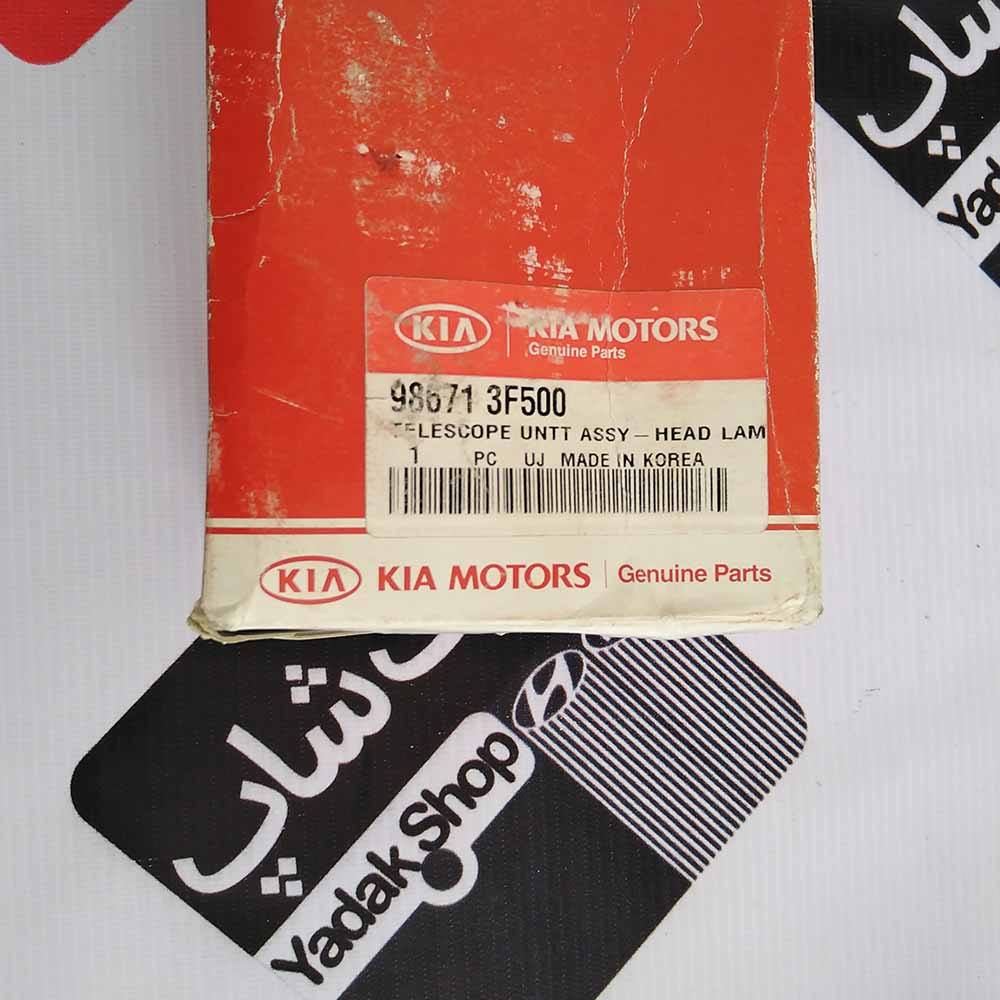 KIA
KIA MOTORS
Genuine Parts
98671 3F500
TELESCOPE UNTT ASSY – HEAD LAM
1 PC UJ MADE IN KOREA
KIA
KIA MOTORS
Genuine Parts
شاپ
Yadak Shop
شاپ